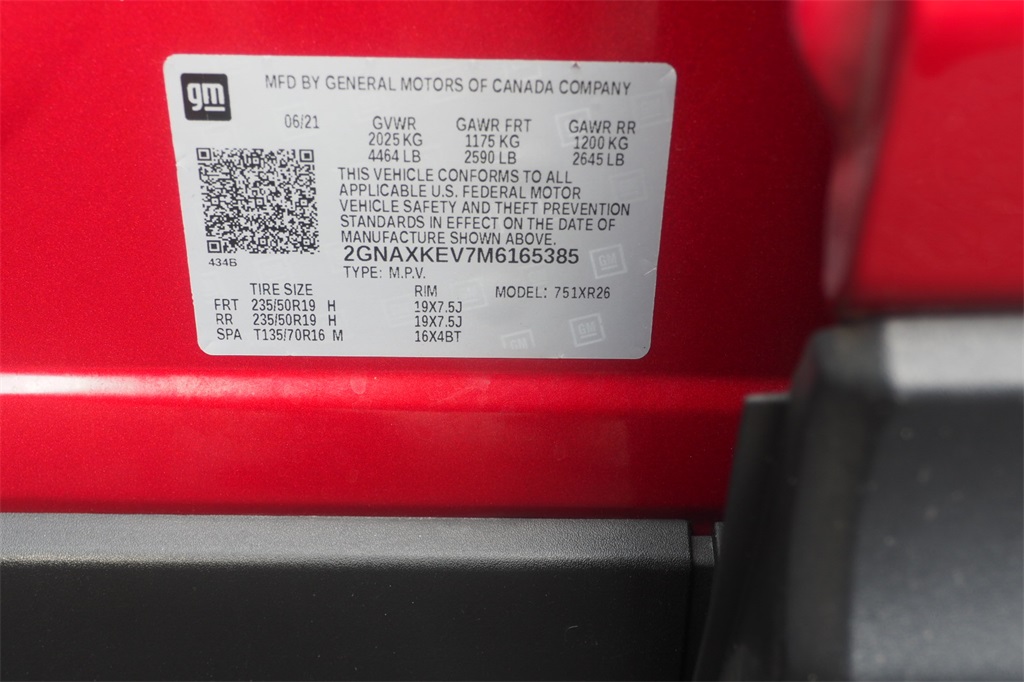 gm
MFD BY GENERAL MOTORS OF CANADA COMPANY
06/21 GVWR GAWR FRT GAWR RR
2025 KG 1175 KG 1200 KG
4464 LB 2590 LB 2645 LB
THIS VEHICLE CONFORMS TO ALL
APPLICABLE U.S. FEDERAL MOTOR
VEHICLE SAFETY AND THEFT PREVENTION
STANDARDS IN EFFECT ON THE DATE OF
MANUFACTURE SHOWN ABOVE.
434B
2GNAXKEV7M6165385
TYPE: M.P.V.
TIRE SIZE RIM MODEL: 751XR26
FRT 235/50R19 H 19X7.5J
RR 235/50R19 H 19X7.5J
SPA T135/70R16 M 16X4BT
GM
GM
GM